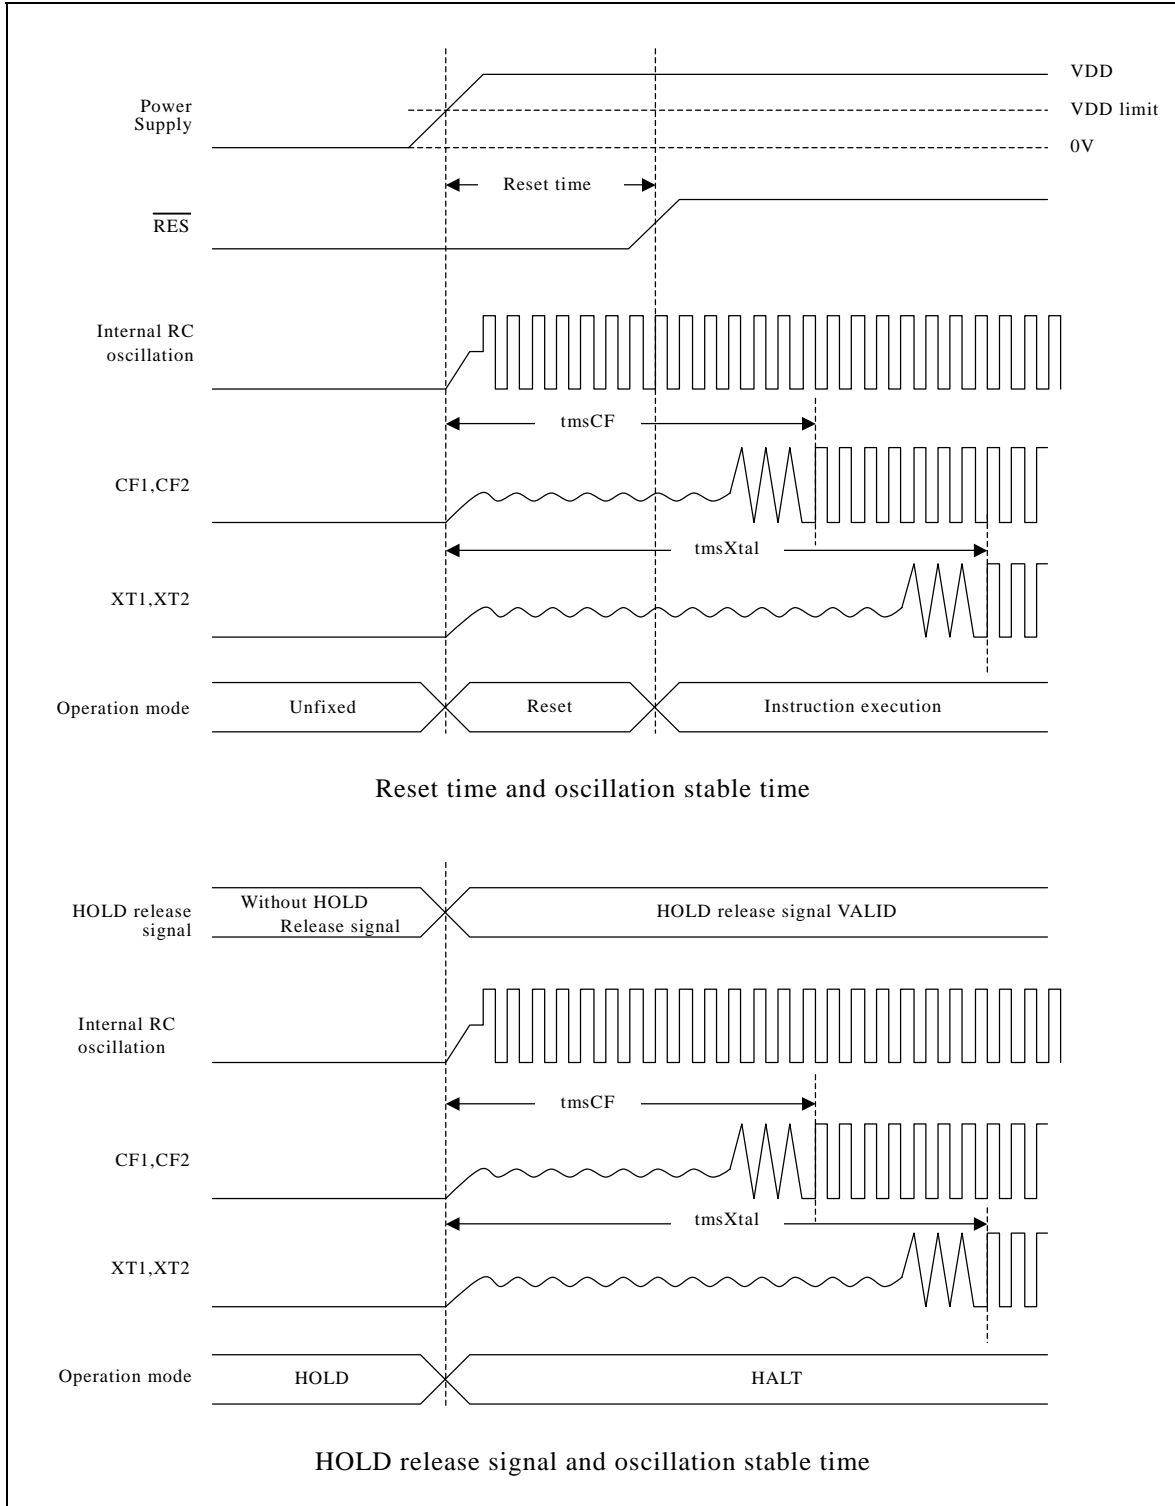 VDD
Power
Supply
VDD limit
0V
Reset time
RES
Internal RC
oscillation
tmsCF
CF1,CF2
tmsXtal
XT1,XT2
Operation mode
Unfixed
Reset
Instruction execution
Reset time and oscillation stable time
HOLD release
signal
Without HOLD
Release signal
HOLD release signal VALID
Internal RC
oscillation
tmsCF
CF1,CF2
tmsXtal
XT1,XT2
Operation mode
HOLD
HALT
HOLD release signal and oscillation stable time